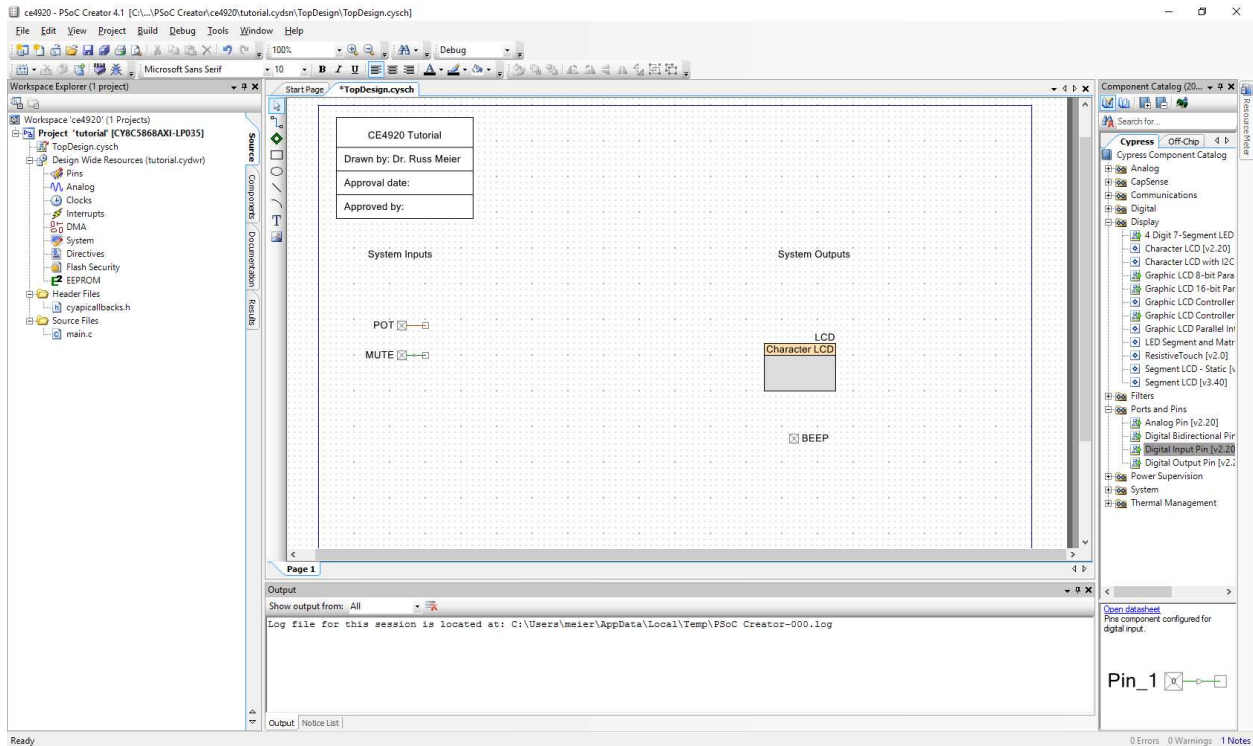 ce4920 - PSoC Creator 4.1 [C:\...\PSoC Creator\ce4920\tutorial.cydsn\TopDesign\TopDesign.cysch]
File Edit View Project Build Debug Tools Window Help
100% Debug
Microsoft Sans Serif 10 B I U A
Workspace Explorer (1 project)
Workspace 'ce4920' (1 Projects)
Project 'tutorial' [CY8C5868AXI-LP035]
TopDesign.cysch
Design Wide Resources (tutorial.cydwr)
Pins
Analog
Clocks
Interrupts
DMA
System
Directives
Flash Security
EEPROM
Header Files
cyapicallbacks.h
Source Files
main.c
Source
Components
Documentation
Results
Start Page *TopDesign.cysch
CE4920 Tutorial
Drawn by: Dr. Russ Meier
Approval date:
Approved by:
System Inputs
System Outputs
POT
MUTE
LCD
Character LCD
BEEP
Page 1
Output
Show output from: All
Log file for this session is located at: C:\Users\meier\AppData\Local\Temp\PSoC Creator-000.log
Output Notice List
Component Catalog (20...
Search for...
Cypress Off-Chip
Cypress Component Catalog
Analog
CapSense
Communications
Digital
Display
4 Digit 7-Segment LED
Character LCD [v2.20]
Character LCD with I2C
Graphic LCD 8-bit Para
Graphic LCD 16-bit Par
Graphic LCD Controller
Graphic LCD Controller
Graphic LCD Parallel Int
LED Segment and Matr
ResistiveTouch [v2.0]
Segment LCD - Static [v
Segment LCD [v3.40]
Filters
Ports and Pins
Analog Pin [v2.20]
Digital Bidirectional Pin
Digital Input Pin [v2.20
Digital Output Pin [v2.2
Power Supervision
System
Thermal Management
Open datasheet
Pins component configured for
digital input.
Pin_1
Resource Meter
Ready
0 Errors 0 Warnings 1 Notes